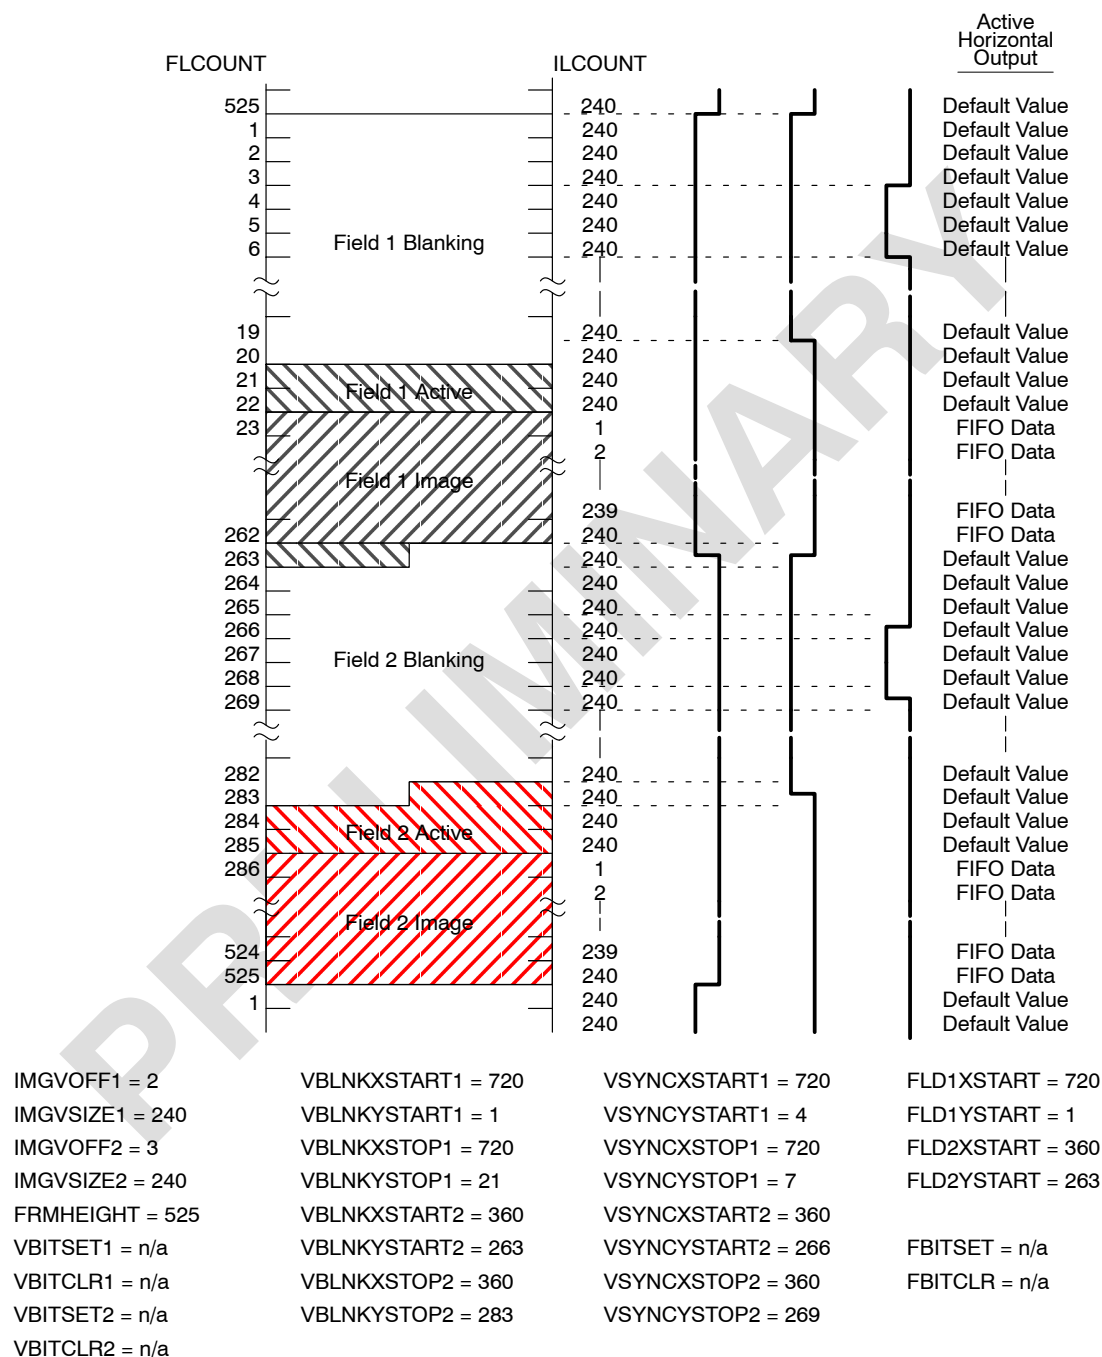 Active
Horizontal
Output
FLCOUNT ILCOUNT
525 240 Default Value
1 240 Default Value
2 240 Default Value
3 240 Default Value
4 240 Default Value
5 240 Default Value
Field 1 Blanking
6 240 Default Value
19 240 Default Value
20 240 Default Value
21 240 Default Value
Field 1 Active
22 240 Default Value
23 1 FIFO Data
2 FIFO Data
Field 1 Image
239 FIFO Data
262 240 FIFO Data
263 240 Default Value
264 240 Default Value
265 240 Default Value
266 240 Default Value
267 240 Default Value
Field 2 Blanking
268 240 Default Value
269 240 Default Value
282 240 Default Value
283 240 Default Value
284 240 Default Value
Field 2 Active
285 240 Default Value
286 1 FIFO Data
2 FIFO Data
Field 2 Image
524 239 FIFO Data
525 240 FIFO Data
1 240 Default Value
240 Default Value
PRELIMINARY
IMGVOFF1 = 2 VBLNKXSTART1 = 720 VSYNCXSTART1 = 720 FLD1XSTART = 720
IMGVSIZE1 = 240 VBLNKYSTART1 = 1 VSYNCYSTART1 = 4 FLD1YSTART = 1
IMGVOFF2 = 3 VBLNKXSTOP1 = 720 VSYNCXSTOP1 = 720 FLD2XSTART = 360
IMGVSIZE2 = 240 VBLNKYSTOP1 = 21 VSYNCYSTOP1 = 7 FLD2YSTART = 263
FRMHEIGHT = 525 VBLNKXSTART2 = 360 VSYNCXSTART2 = 360
VBITSET1 = n/a VBLNKYSTART2 = 263 VSYNCYSTART2 = 266 FBITSET = n/a
VBITCLR1 = n/a VBLNKXSTOP2 = 360 VSYNCXSTOP2 = 360 FBITCLR = n/a
VBITSET2 = n/a VBLNKYSTOP2 = 283 VSYNCYSTOP2 = 269
VBITCLR2 = n/a